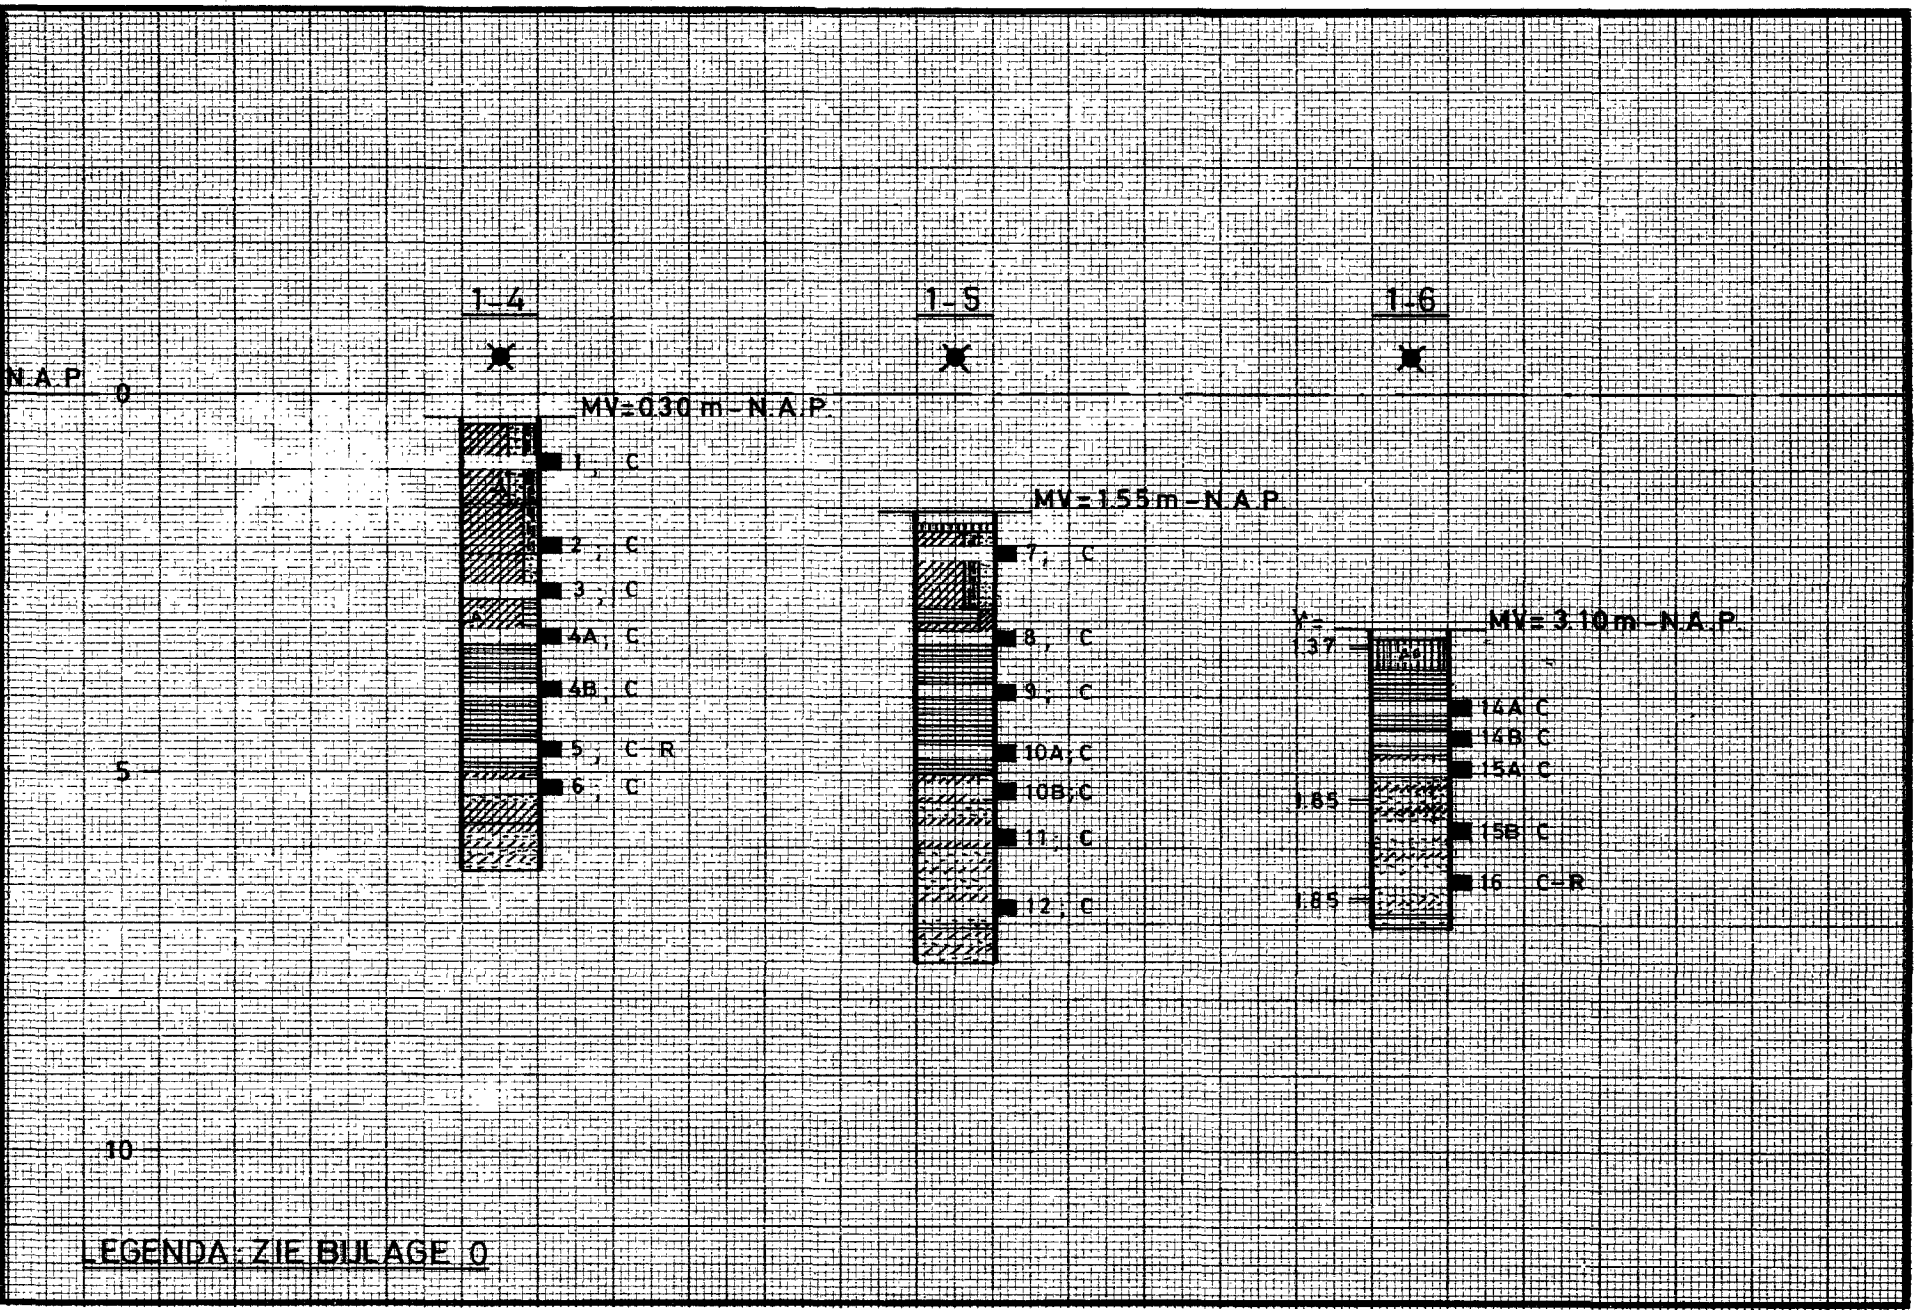 1-4
1-5
1-6
N.A.P.
0
MV=0.30 m-N.A.P.
1; C
2; C
3; C
4A; C
4B; C
5; C-R
6; C
MV=1.55 m-N.A.P.
7; C
8; C
9; C
10A; C
10B; C
11; C
12; C
MV=3.10 m-N.A.P.
1.37
14A C
14B C
15A C
1.85
15B C
16 C-R
1.85
5
10
LEGENDA: ZIE BIJLAGE 0